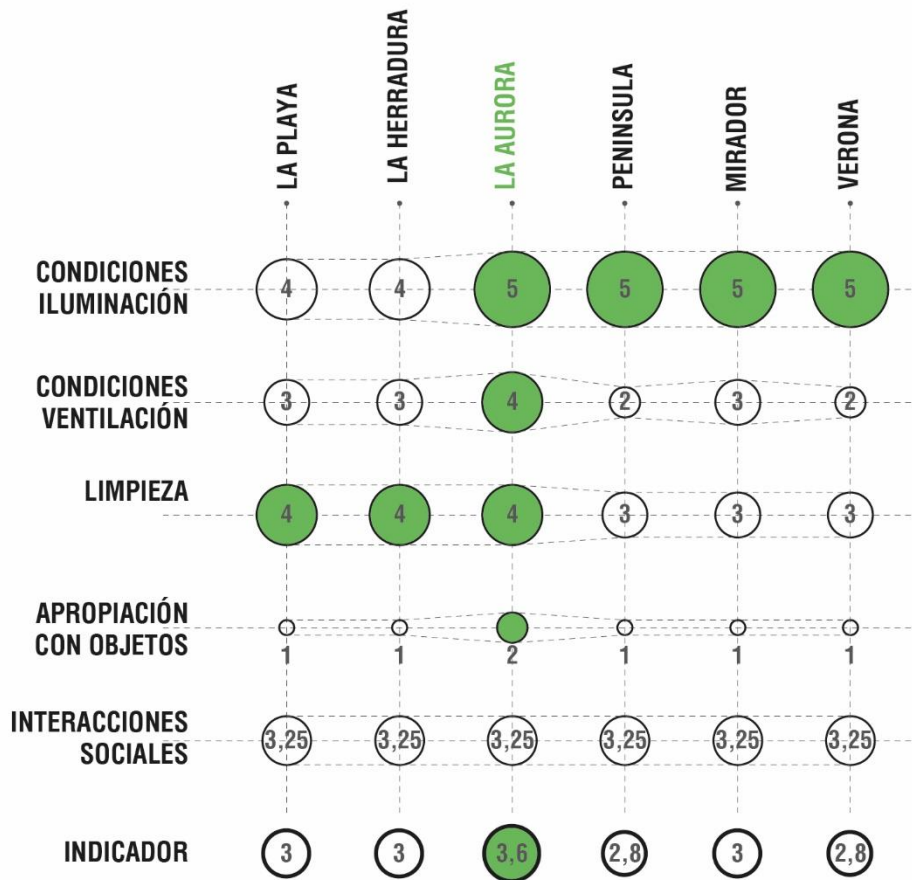 LA PLAYA
LA HERRADURA
LA AURORA
PENINSULA
MIRADOR
VERONA
CONDICIONES
ILUMINACIÓN
4 4 5 5 5 5
CONDICIONES
VENTILACIÓN
3 3 4 2 3 2
LIMPIEZA
4 4 4 3 3 3
APROPIACIÓN
CON OBJETOS
1 1 2 1 1 1
INTERACCIONES
SOCIALES
3,25 3,25 3,25 3,25 3,25 3,25
INDICADOR
3 3 3,6 2,8 3 2,8